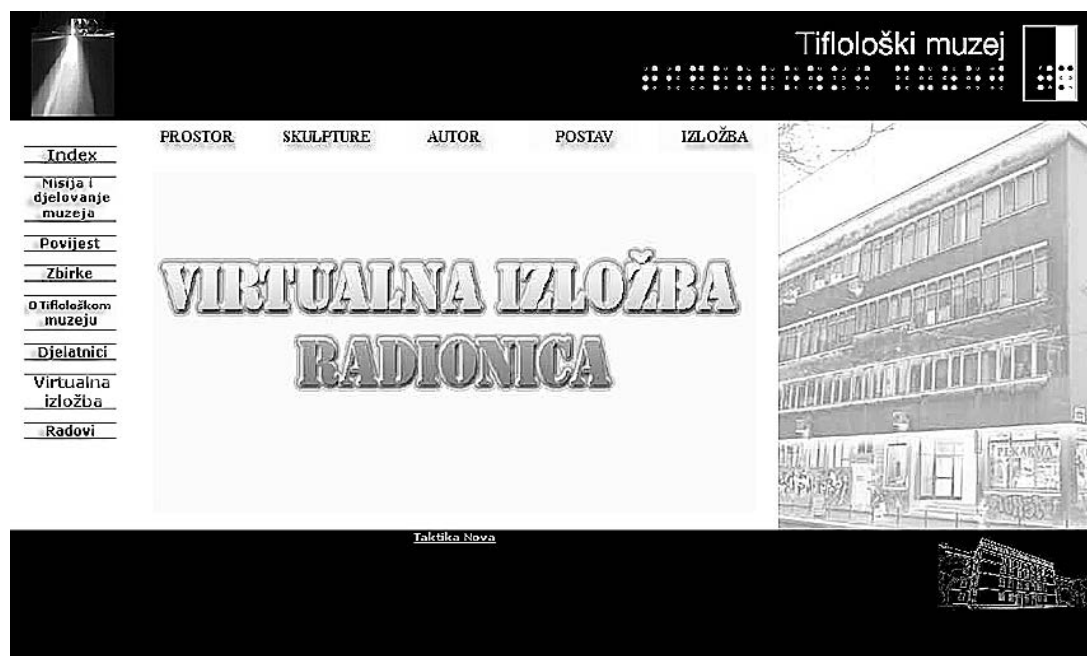 Tiflološki muzej
PROSTOR SKULPTURE AUTOR POSTAV IZLOŽBA
Index
Misija i
djelovanje
muzeja
Povijest
Zbirke
O Tiflološkom
muzeju
Djelatnici
Virtualna
izložba
Radovi
VIRTUALNA IZLOŽBA
RADIONICA
PEKARNA
Taktika Nova